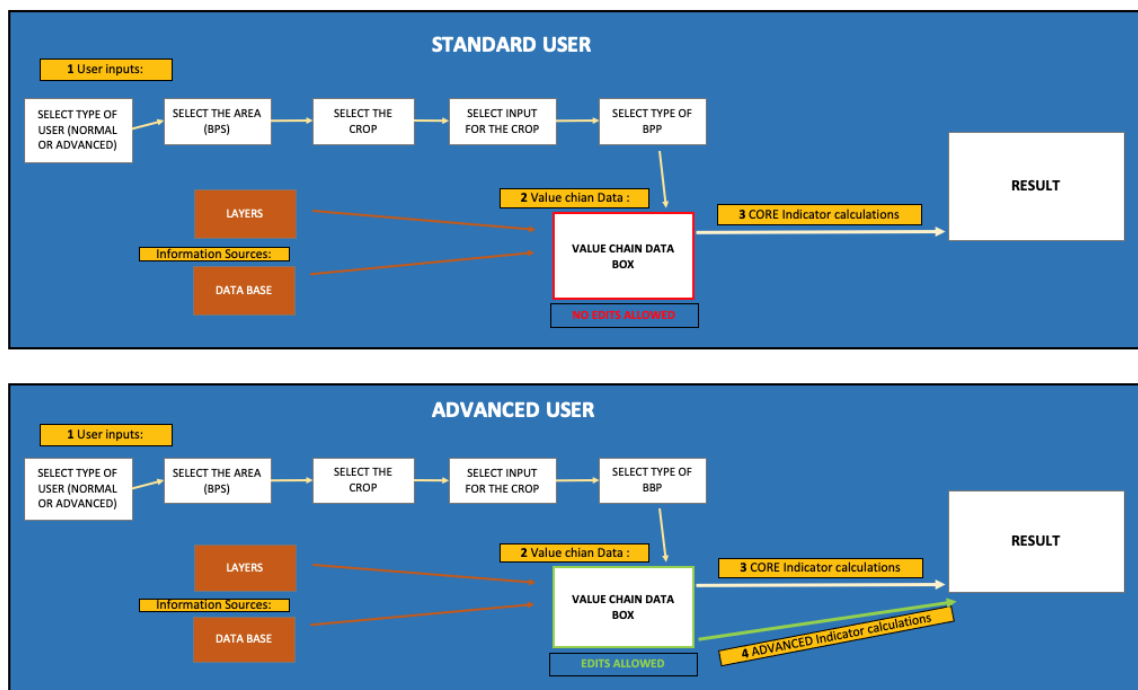 STANDARD USER
1 User inputs:
SELECT TYPE OF
USER (NORMAL
OR ADVANCED)
SELECT THE AREA
(BPS)
SELECT THE
CROP
SELECT INPUT
FOR THE CROP
SELECT TYPE OF
BPP
LAYERS
Information Sources:
DATA BASE
2 Value chian Data :
VALUE CHAIN DATA
BOX
NO EDITS ALLOWED
3 CORE Indicator calculations
RESULT
ADVANCED USER
1 User inputs:
SELECT TYPE OF
USER (NORMAL
OR ADVANCED)
SELECT THE AREA
(BPS)
SELECT THE
CROP
SELECT INPUT
FOR THE CROP
SELECT TYPE OF
BBP
LAYERS
Information Sources:
DATA BASE
2 Value chian Data :
VALUE CHAIN DATA
BOX
EDITS ALLOWED
3 CORE Indicator calculations
4 ADVANCED Indicator calculations
RESULT